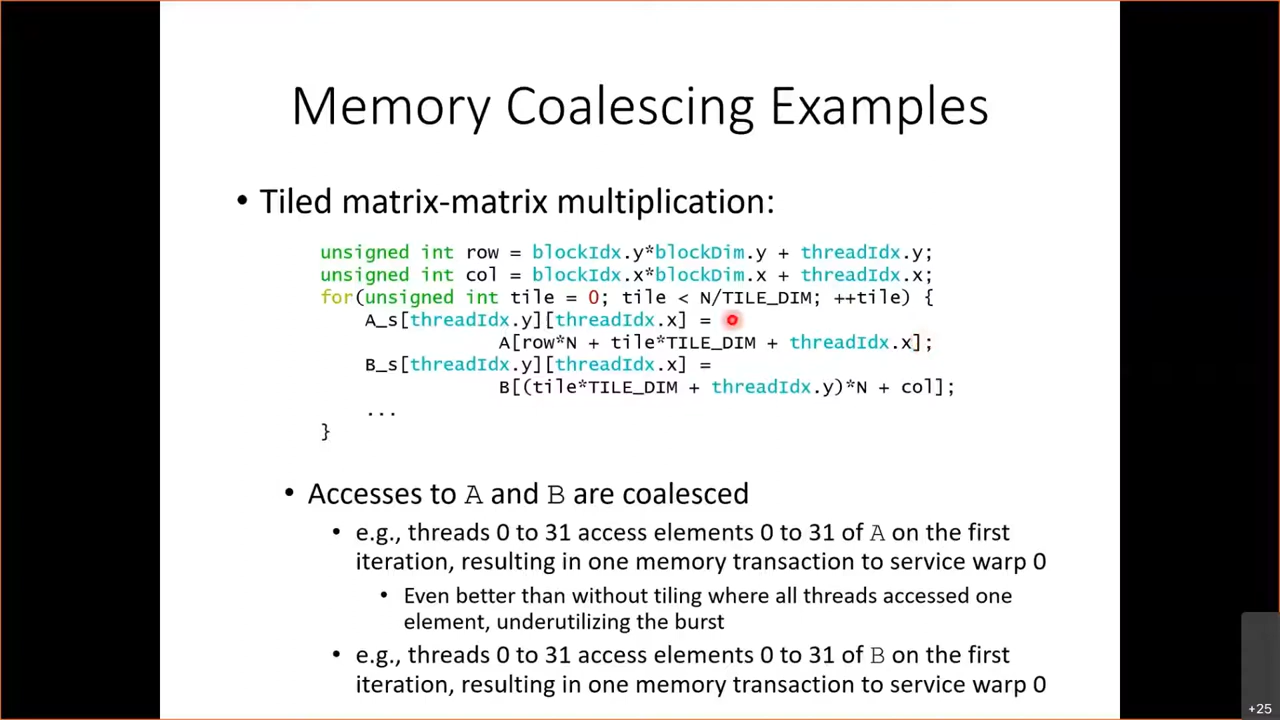 Memory Coalescing Examples
• Tiled matrix-matrix multiplication:
unsigned int row = blockIdx.y*blockDim.y + threadIdx.y;
unsigned int col = blockIdx.x*blockDim.x + threadIdx.x;
for(unsigned int tile = 0; tile < N/TILE_DIM; ++tile) {
A_s[threadIdx.y][threadIdx.x] =
A[row*N + tile*TILE_DIM + threadIdx.x];
B_s[threadIdx.y][threadIdx.x] =
B[(tile*TILE_DIM + threadIdx.y)*N + col];
...
}
• Accesses to A and B are coalesced
• e.g., threads 0 to 31 access elements 0 to 31 of A on the first
iteration, resulting in one memory transaction to service warp 0
• Even better than without tiling where all threads accessed one
element, underutilizing the burst
• e.g., threads 0 to 31 access elements 0 to 31 of B on the first
iteration, resulting in one memory transaction to service warp 0
+25